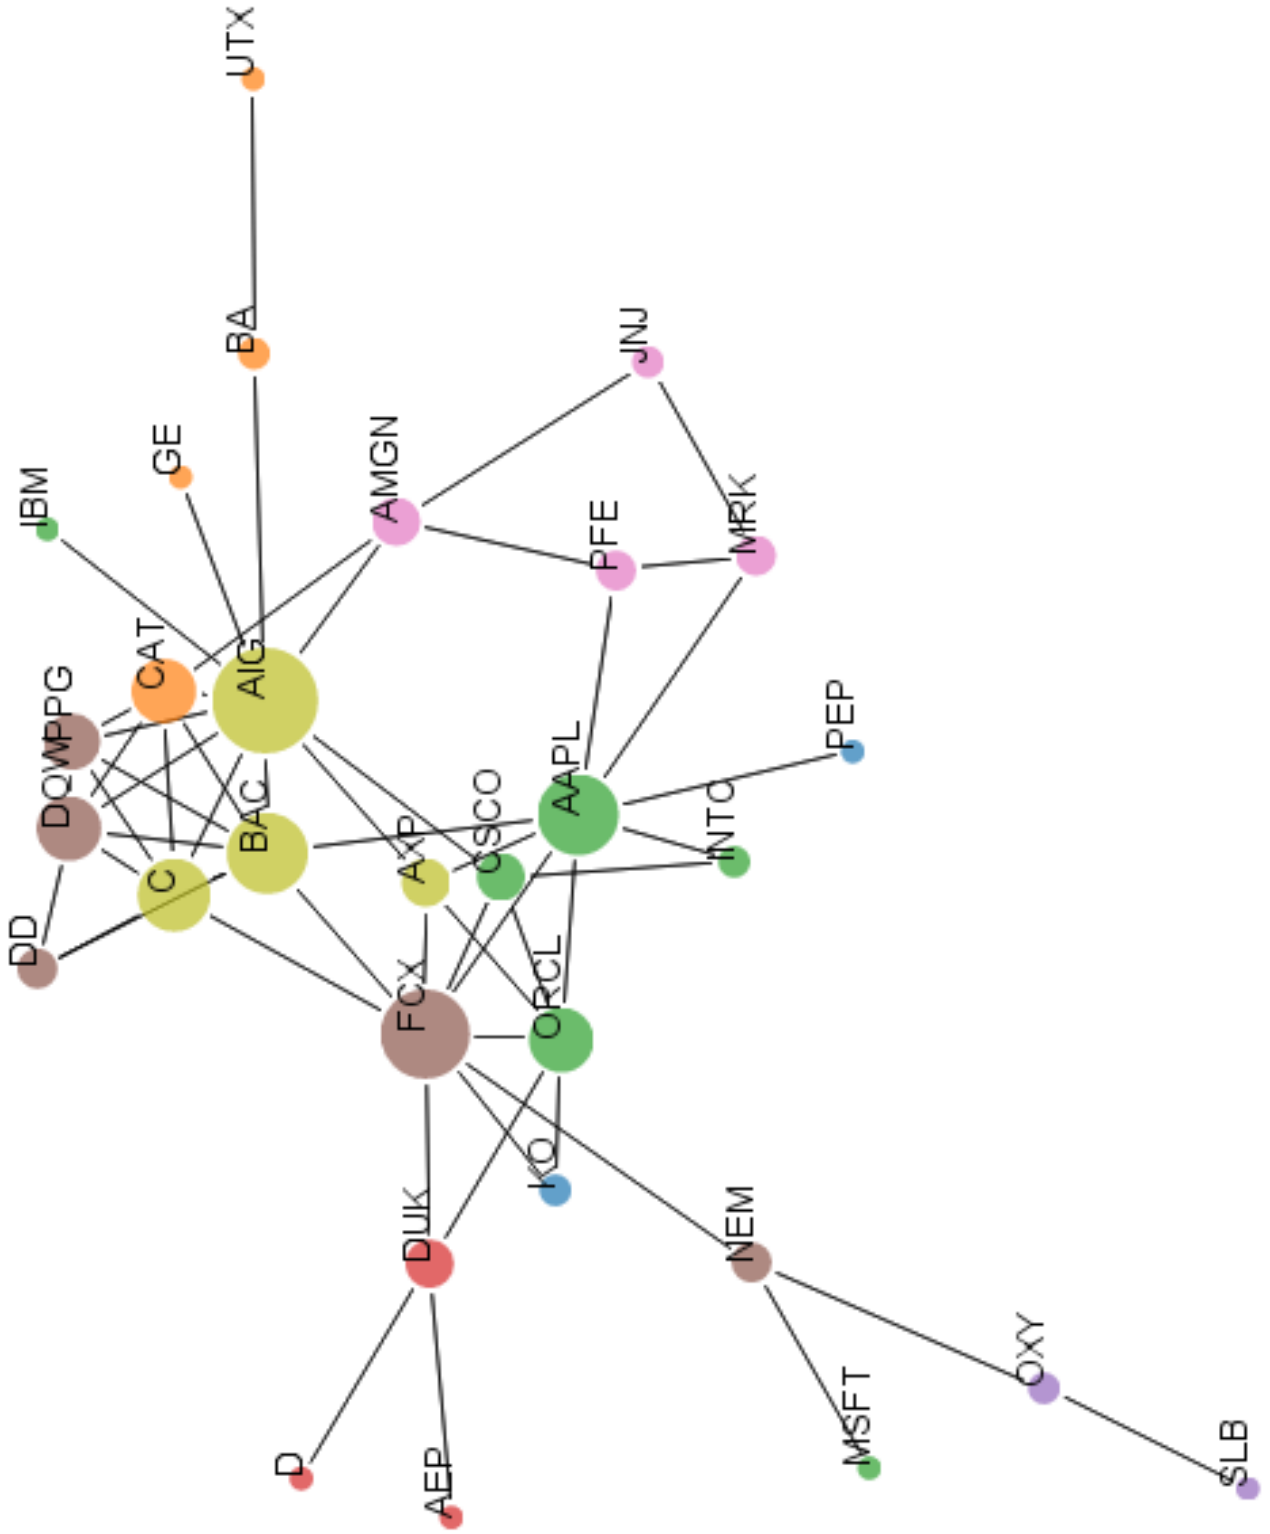 UTX
BA
JNJ
AMGN
GE
IBM
MRK
PFE
CAT
AIG
PPG
DOW
PEP
AAPL
INTC
CSCO
AXP
BAC
C
DD
FCX
ORCL
KO
DUK
NEM
OXY
MSFT
SLB
D
AEP